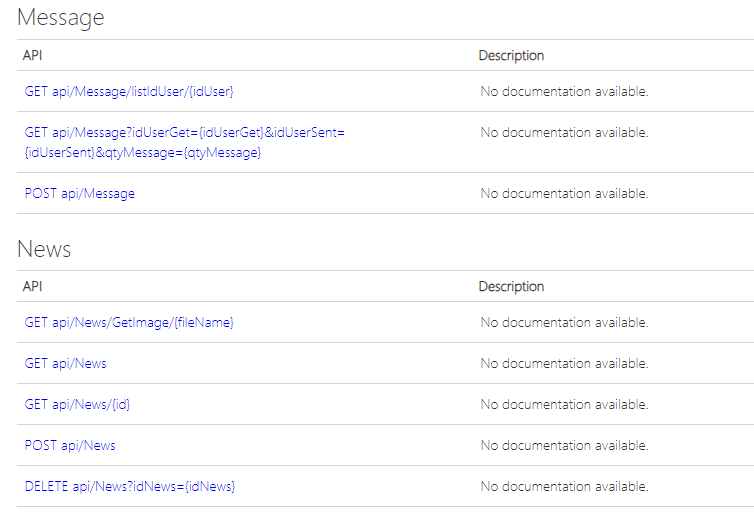 Message
API Description
GET api/Message/listIdUser/{idUser} No documentation available.
GET api/Message?idUserGet={idUserGet}&idUserSent= No documentation available.
{idUserSent}&qtyMessage={qtyMessage}
POST api/Message No documentation available.
News
API Description
GET api/News/GetImage/{fileName} No documentation available.
GET api/News No documentation available.
GET api/News/{id} No documentation available.
POST api/News No documentation available.
DELETE api/News?idNews={idNews} No documentation available.